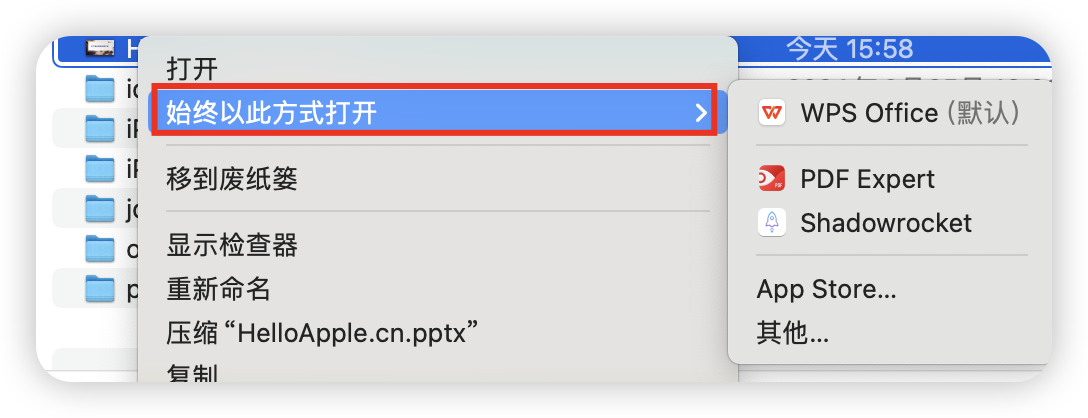 今天 15:58
打开
始终以此方式打开
移到废纸篓
显示检查器
重新命名
压缩 “HelloApple.cn.pptx”
复制
WPS Office (默认)
PDF Expert
Shadowrocket
App Store...
其他...